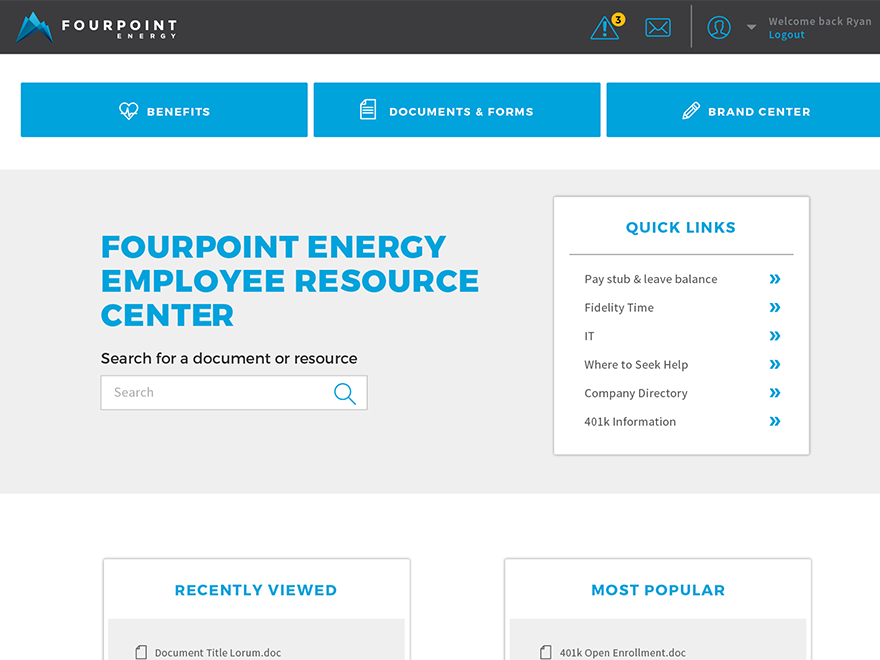 FOURPOINT
ENERGY
3
Welcome back Ryan
Logout
BENEFITS
DOCUMENTS & FORMS
BRAND CENTER
FOURPOINT ENERGY
EMPLOYEE RESOURCE
CENTER
Search for a document or resource
Search
QUICK LINKS
Pay stub & leave balance
Fidelity Time
IT
Where to Seek Help
Company Directory
401k Information
RECENTLY VIEWED
Document Title Lorum.doc
MOST POPULAR
401k Open Enrollment.doc